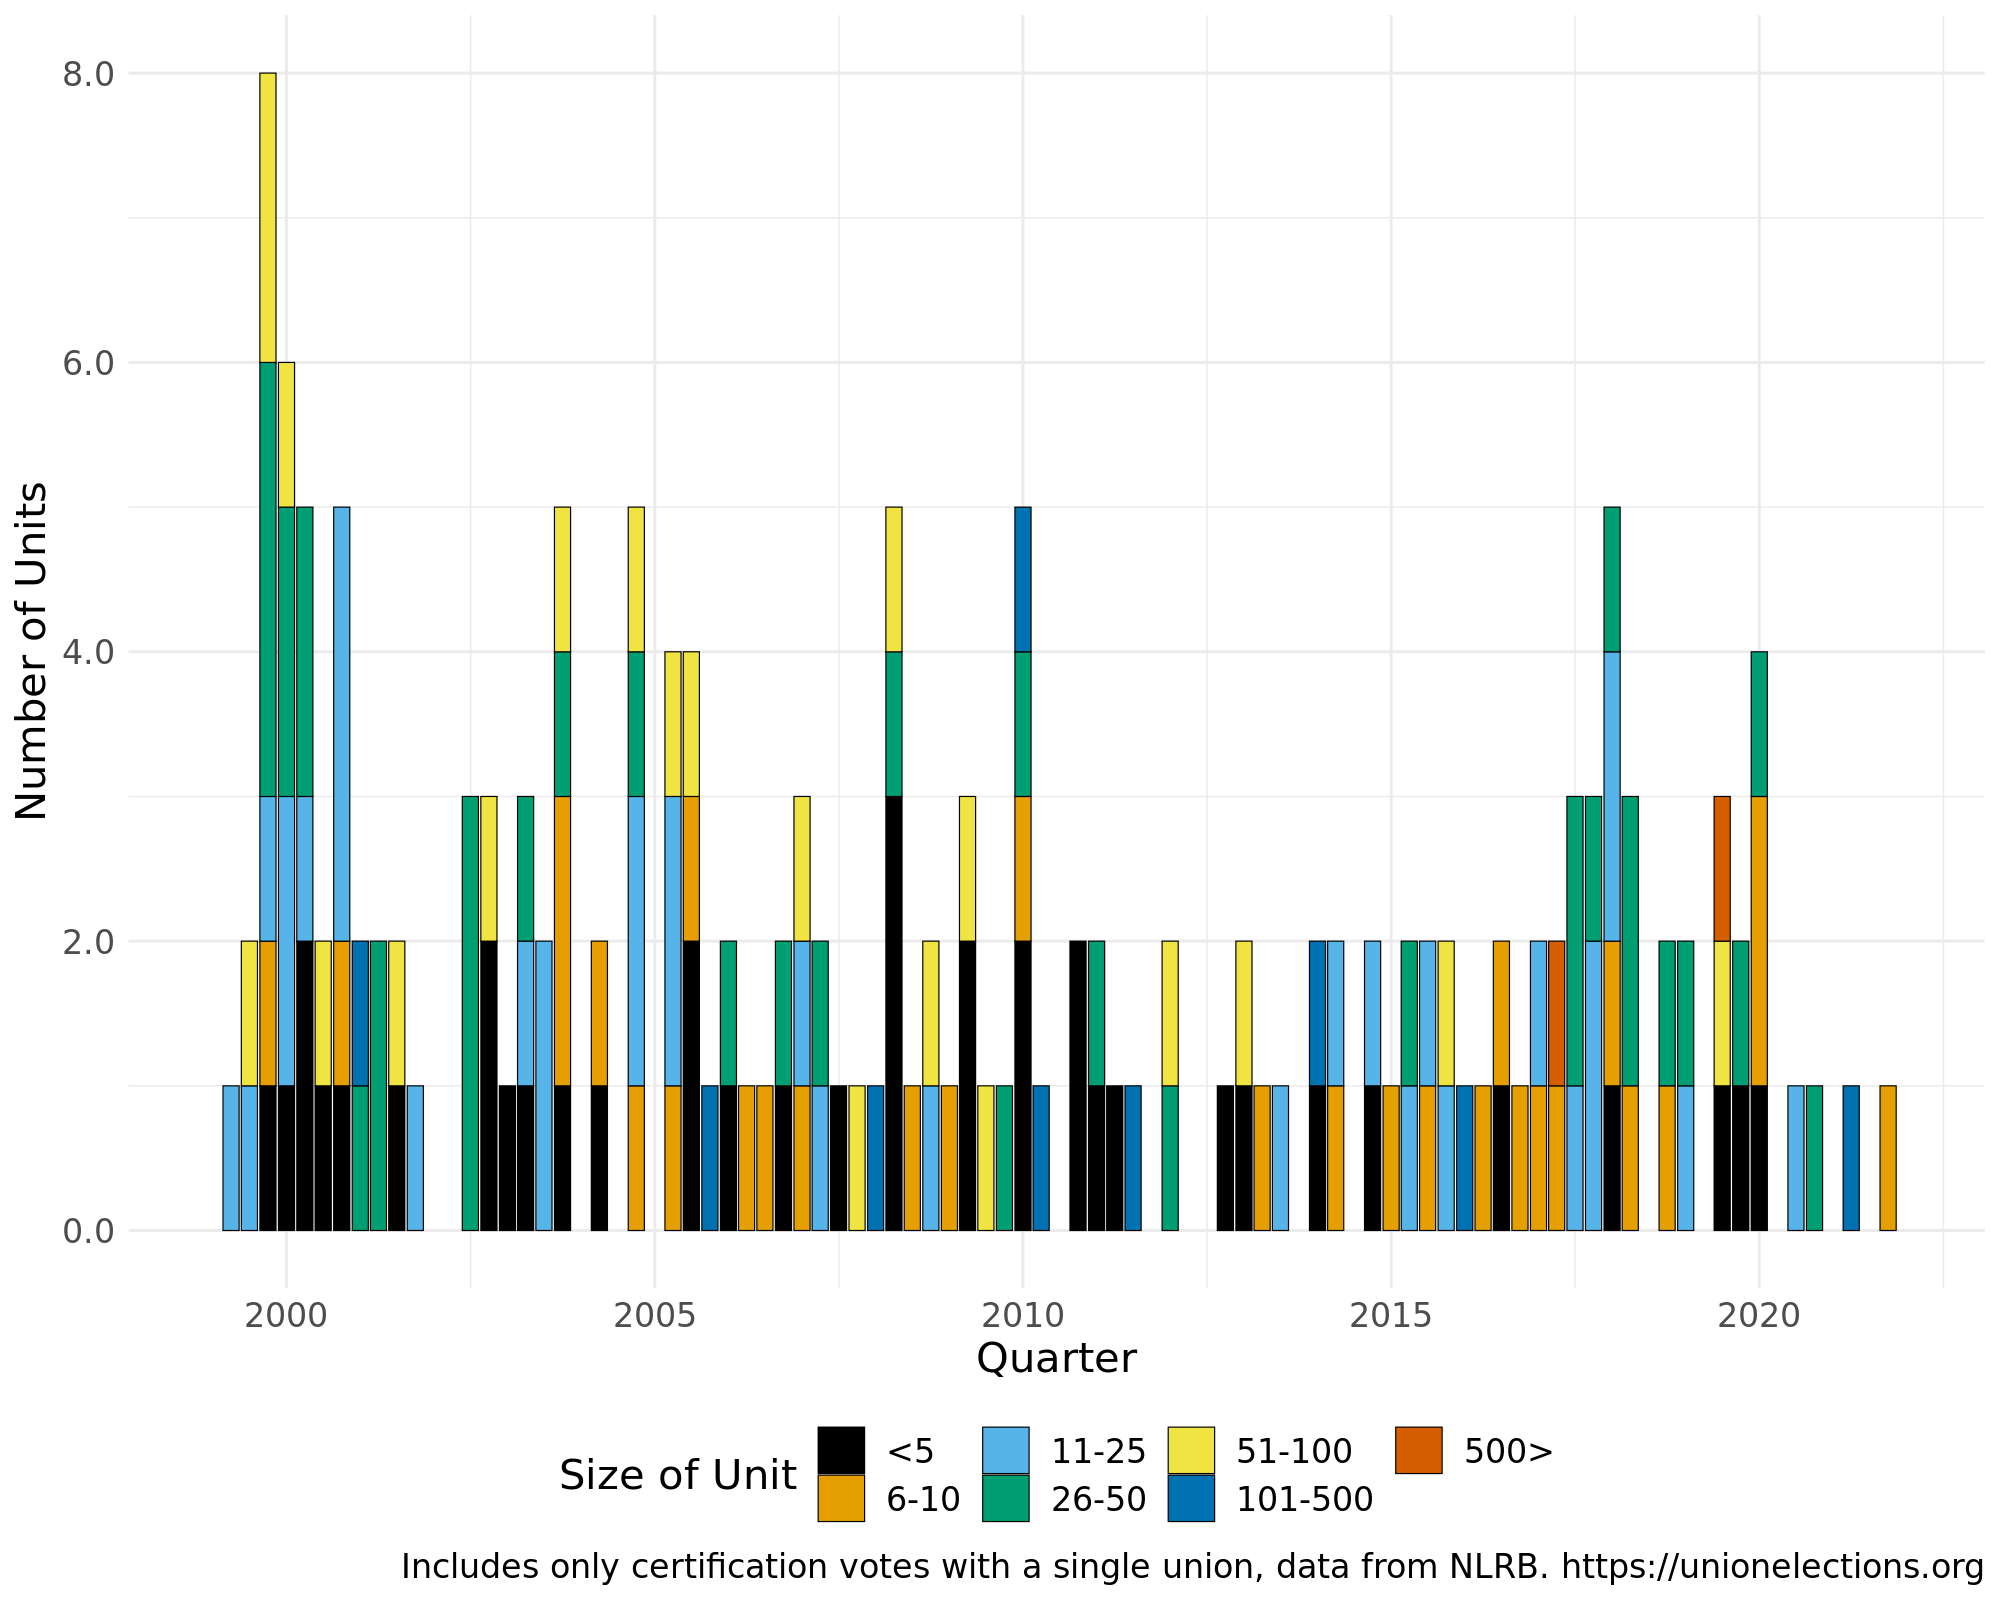 8.0
6.0
4.0
2.0
0.0
Number of Units
2000 2005 2010 2015 2020
Quarter
Size of Unit
<5 11-25 51-100 500>
6-10 26-50 101-500
Includes only certification votes with a single union, data from NLRB. https://unionelections.org